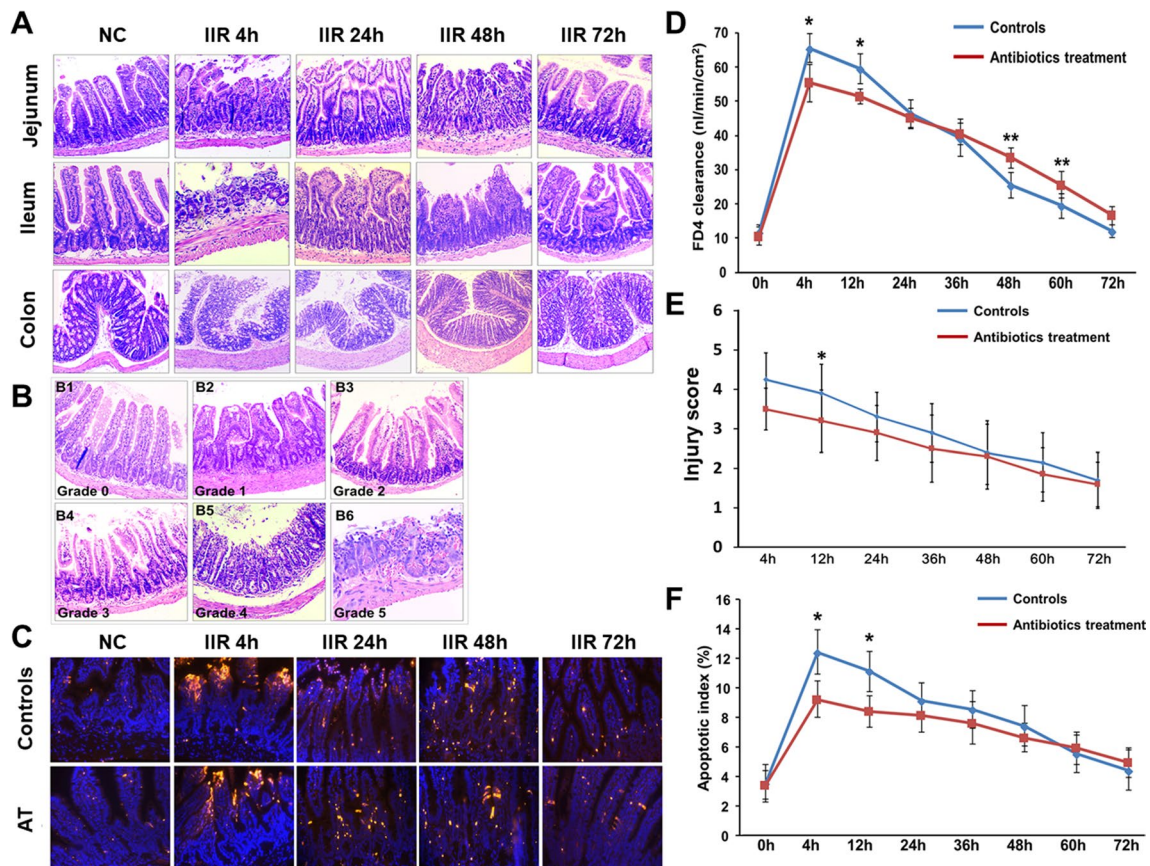 A
NC IIR 4h IIR 24h IIR 48h IIR 72h
Jejunum
Ileum
Colon
B
B1 B2 B3
Grade 0 Grade 1 Grade 2
B4 B5 B6
Grade 3 Grade 4 Grade 5
C
NC IIR 4h IIR 24h IIR 48h IIR 72h
Controls
AT
D
Controls
Antibiotics treatment
FD4 clearance (nl/min/cm²)
70
60
50
40
30
20
10
0
* * ** **
0h 4h 12h 24h 36h 48h 60h 72h
E
Controls
Antibiotics treatment
Injury score
6
5
4
3
2
1
0
*
4h 12h 24h 36h 48h 60h 72h
F
Controls
Antibiotics treatment
Apoptotic index (%)
16
14
12
10
8
6
4
2
0
* *
0h 4h 12h 24h 36h 48h 60h 72h